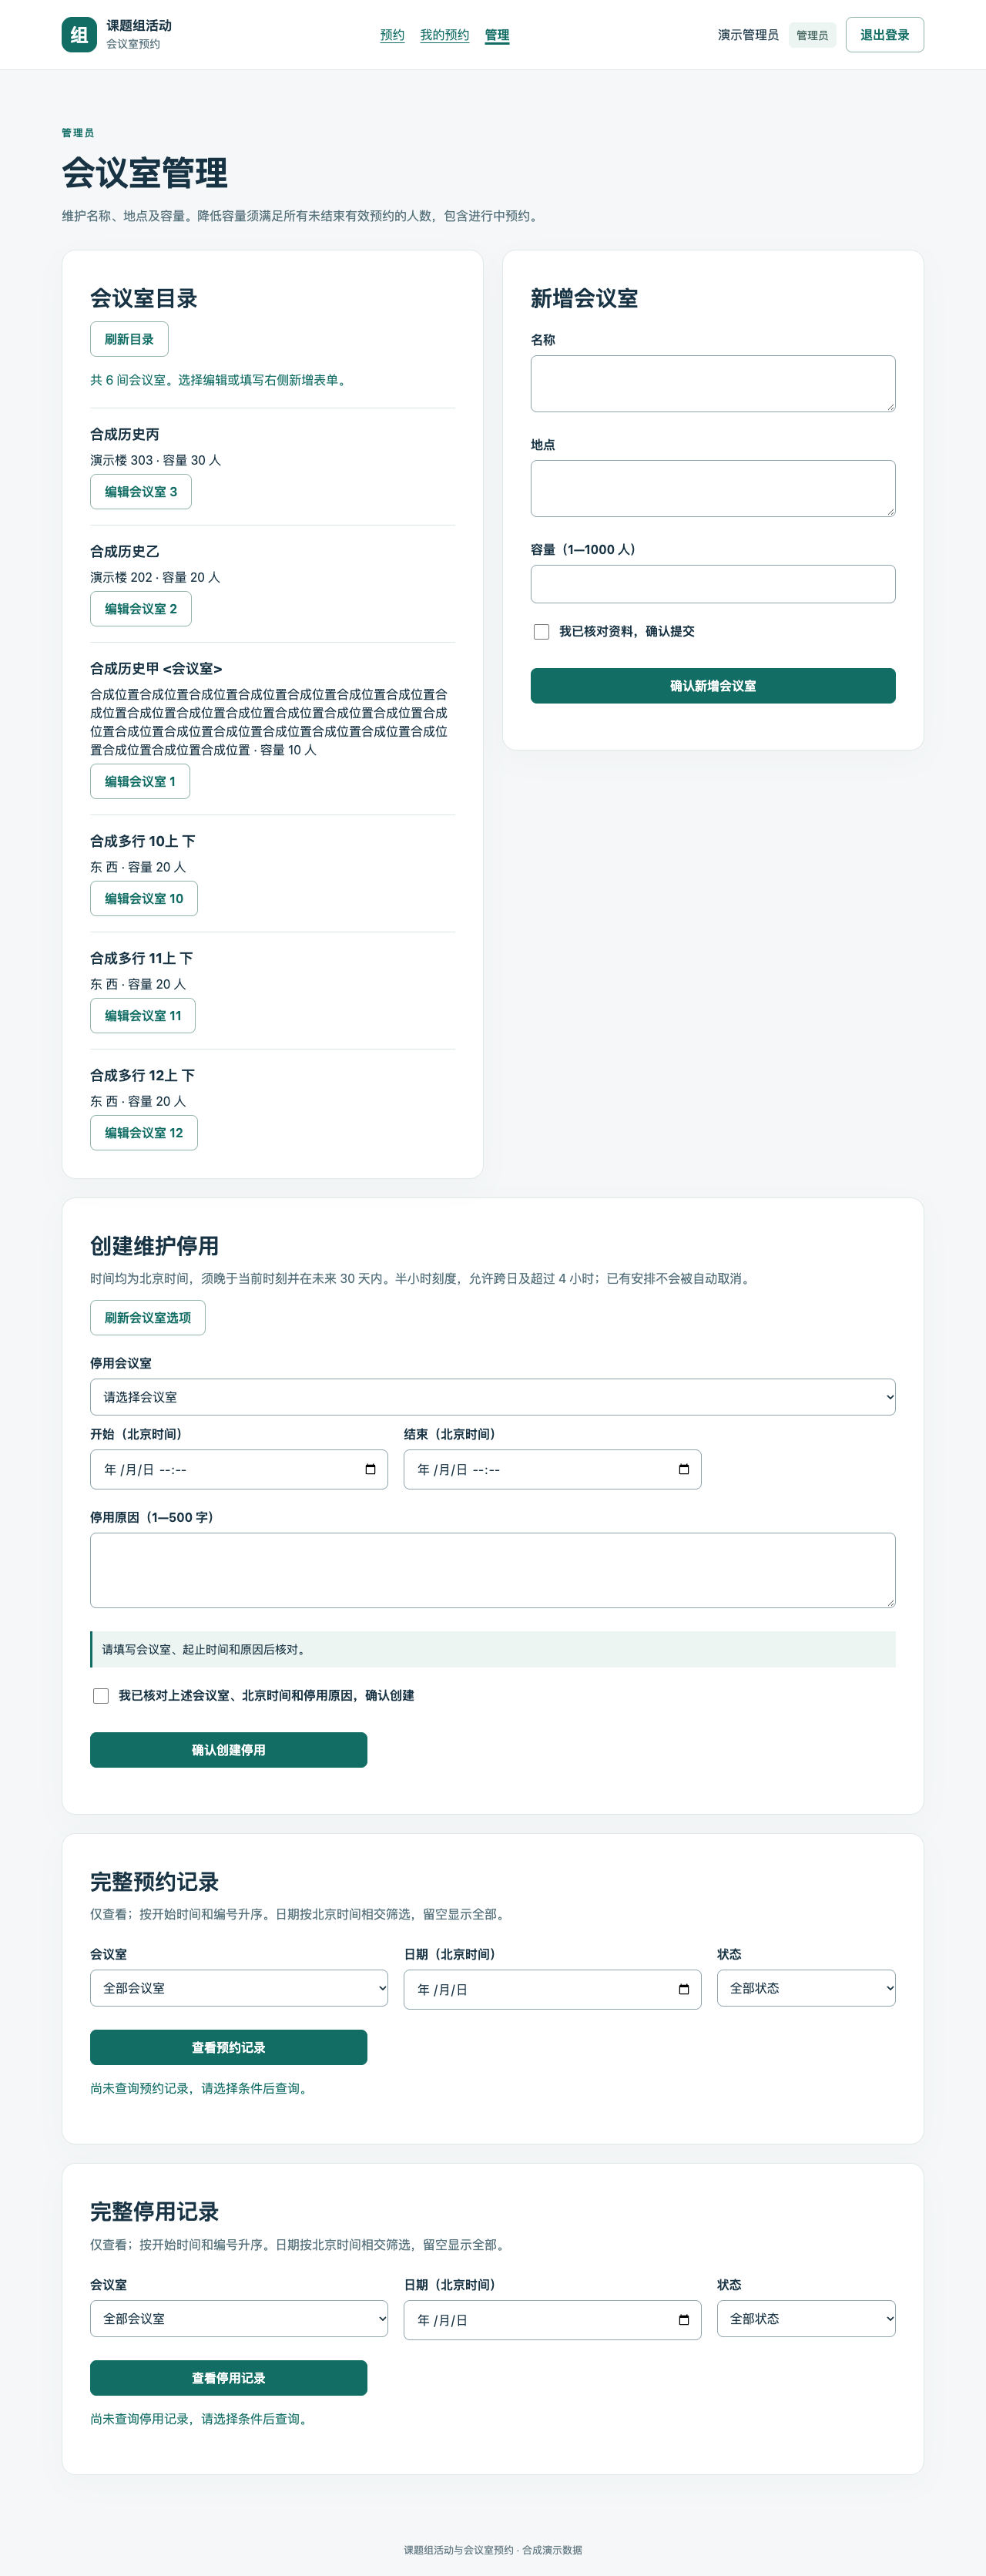 组
课题组活动
会议室预约
预约 我的预约 管理
演示管理员 管理员 退出登录
管理员
会议室管理
维护名称、地点及容量。降低容量须满足所有未结束有效预约的人数，包含进行中预约。
会议室目录
刷新目录
共 6 间会议室。选择编辑或填写右侧新增表单。
合成历史丙
演示楼 303 · 容量 30 人
编辑会议室 3
合成历史乙
演示楼 202 · 容量 20 人
编辑会议室 2
合成历史甲 <会议室>
合成位置合成位置合成位置合成位置合成位置合成位置合成位置合
成位置合成位置合成位置合成位置合成位置合成位置合成位置合成
位置合成位置合成位置合成位置合成位置合成位置合成位置合成位
置合成位置合成位置合成位置 · 容量 10 人
编辑会议室 1
合成多行 10上 下
东 西 · 容量 20 人
编辑会议室 10
合成多行 11上 下
东 西 · 容量 20 人
编辑会议室 11
合成多行 12上 下
东 西 · 容量 20 人
编辑会议室 12
新增会议室
名称
地点
容量（1—1000 人）
我已核对资料，确认提交
确认新增会议室
创建维护停用
时间均为北京时间，须晚于当前时刻并在未来 30 天内。半小时刻度，允许跨日及超过 4 小时；已有安排不会被自动取消。
刷新会议室选项
停用会议室
请选择会议室
开始（北京时间） 结束（北京时间）
年 /月/日 --:-- 年 /月/日 --:--
停用原因（1—500 字）
请填写会议室、起止时间和原因后核对。
我已核对上述会议室、北京时间和停用原因，确认创建
确认创建停用
完整预约记录
仅查看；按开始时间和编号升序。日期按北京时间相交筛选，留空显示全部。
会议室 日期（北京时间） 状态
全部会议室 年 /月/日 全部状态
查看预约记录
尚未查询预约记录，请选择条件后查询。
完整停用记录
仅查看；按开始时间和编号升序。日期按北京时间相交筛选，留空显示全部。
会议室 日期（北京时间） 状态
全部会议室 年 /月/日 全部状态
查看停用记录
尚未查询停用记录，请选择条件后查询。
课题组活动与会议室预约 · 合成演示数据